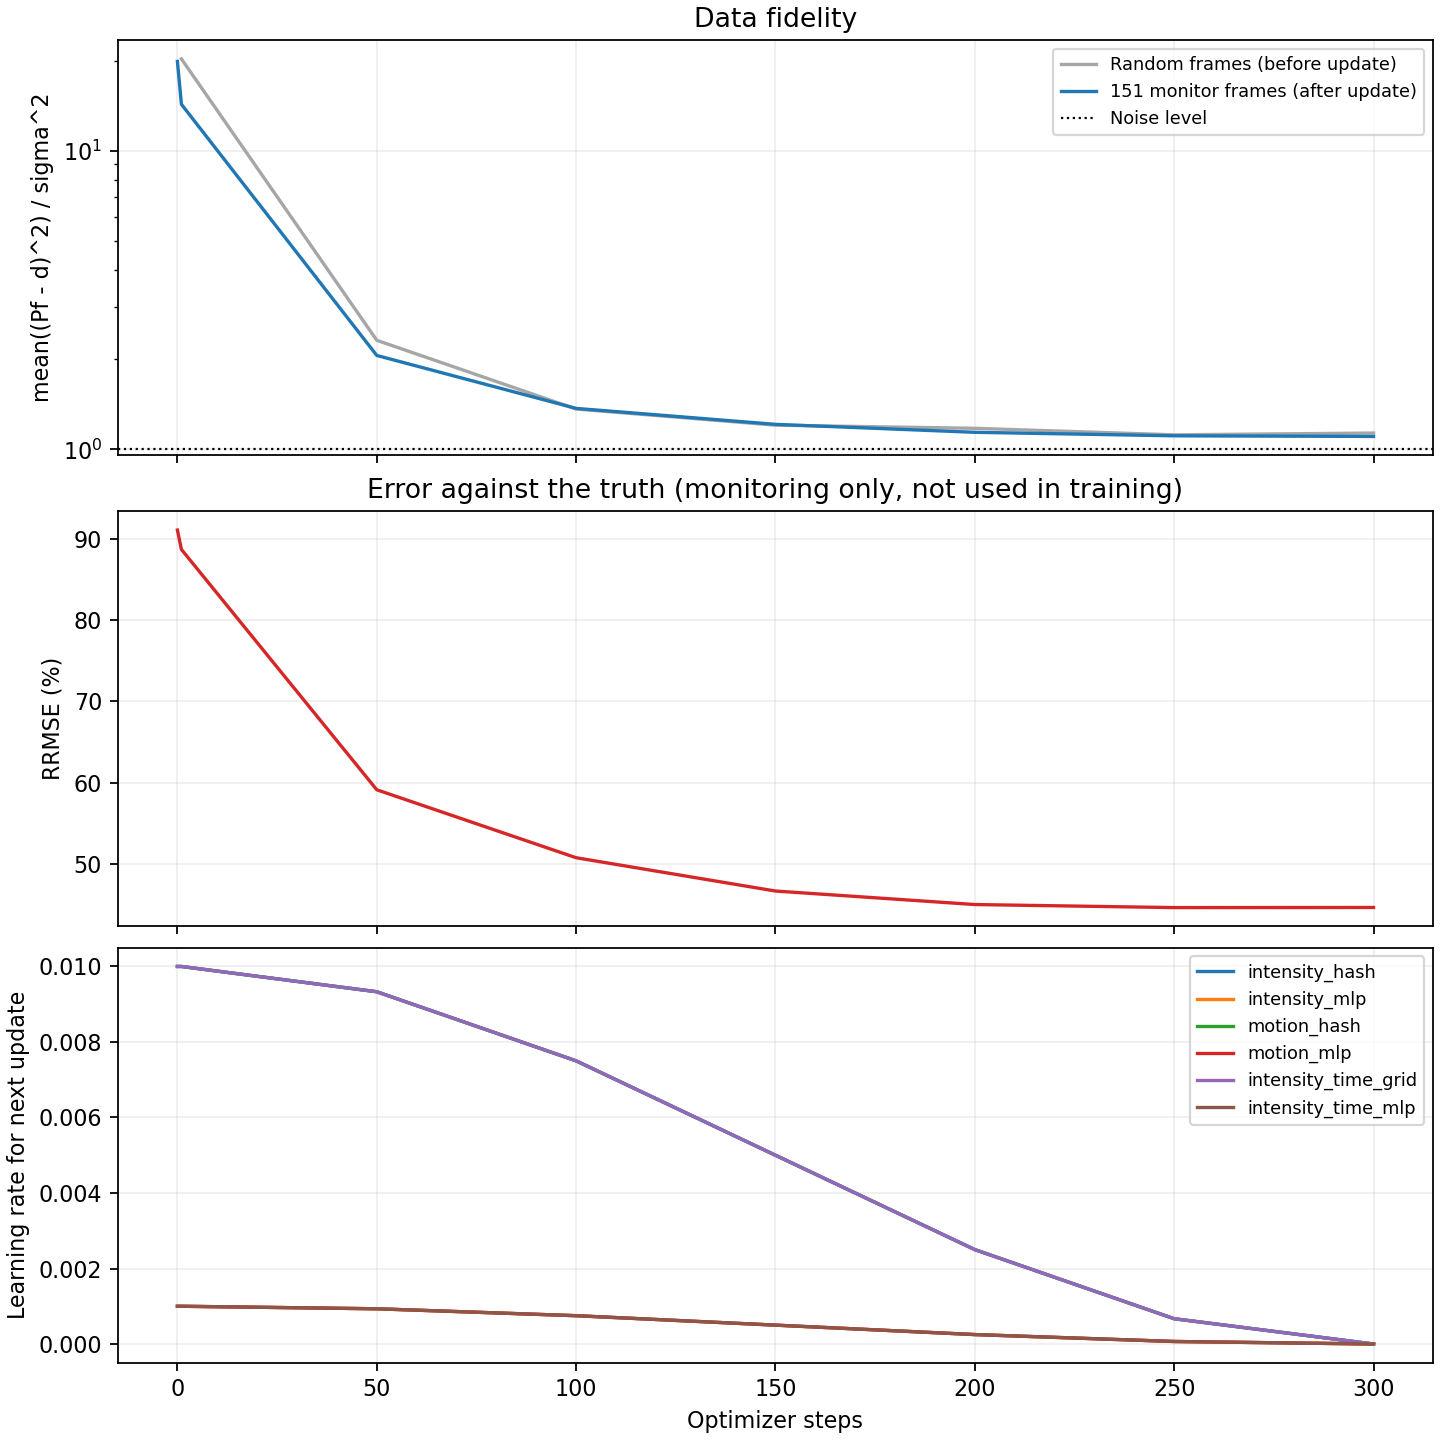 Data fidelity
mean((Pf - d)^2) / sigma^2
10^1
10^0
Random frames (before update)
151 monitor frames (after update)
Noise level
Error against the truth (monitoring only, not used in training)
RRMSE (%)
90
80
70
60
50
Learning rate for next update
0.010
0.008
0.006
0.004
0.002
0.000
intensity_hash
intensity_mlp
motion_hash
motion_mlp
intensity_time_grid
intensity_time_mlp
0 50 100 150 200 250 300
Optimizer steps